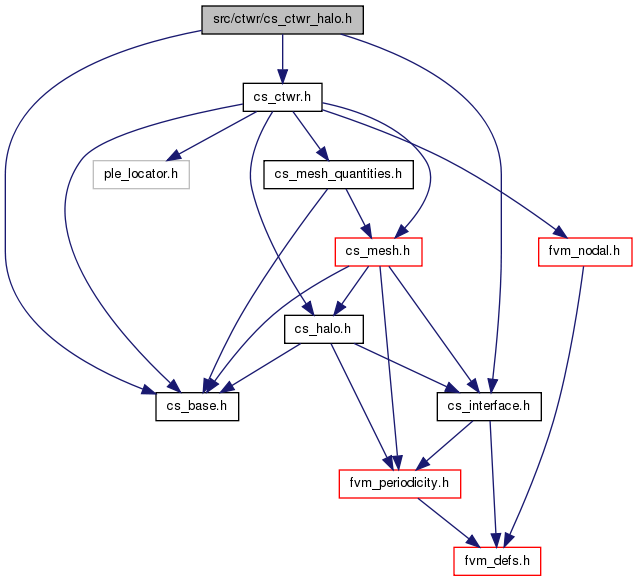 src/ctwr/cs_ctwr_halo.h
cs_ctwr.h
ple_locator.h
cs_mesh_quantities.h
cs_mesh.h
fvm_nodal.h
cs_halo.h
cs_base.h
cs_interface.h
fvm_periodicity.h
fvm_defs.h